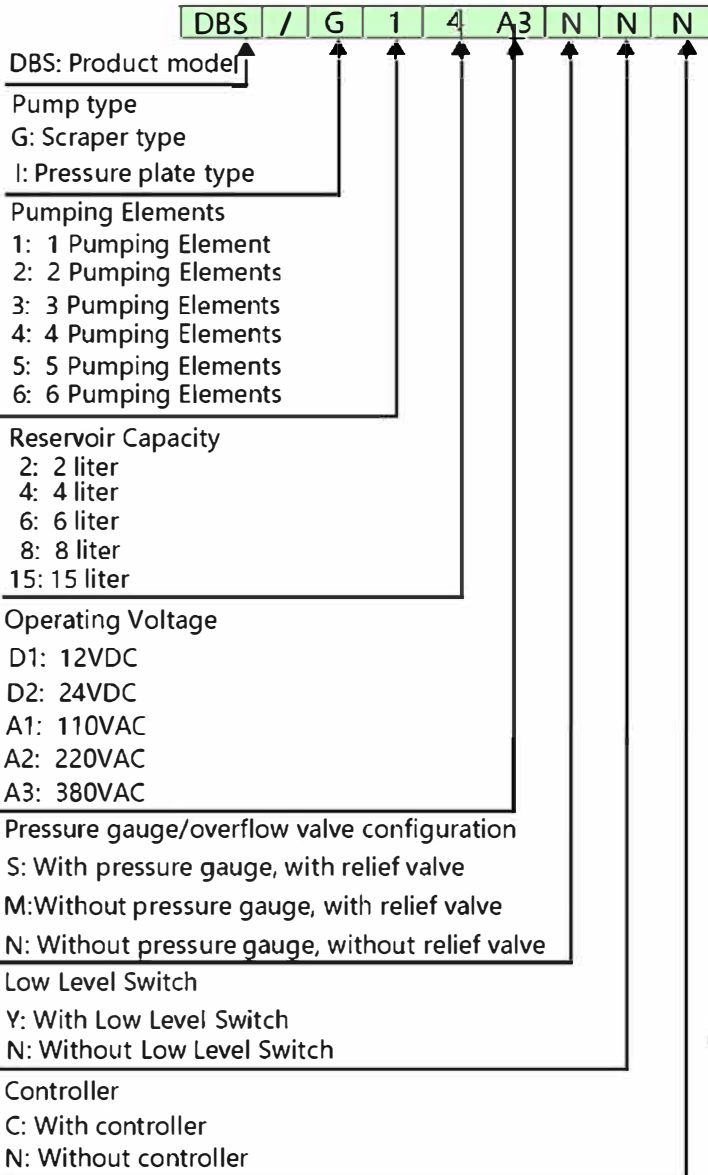 DBS / G 1 4 A3 N N N
DBS: Product model
Pump type
G: Scraper type
I: Pressure plate type
Pumping Elements
1: 1 Pumping Element
2: 2 Pumping Elements
3: 3 Pumping Elements
4: 4 Pumping Elements
5: 5 Pumping Elements
6: 6 Pumping Elements
Reservoir Capacity
2: 2 liter
4: 4 liter
6: 6 liter
8: 8 liter
15: 15 liter
Operating Voltage
D1: 12VDC
D2: 24VDC
A1: 110VAC
A2: 220VAC
A3: 380VAC
Pressure gauge/overflow valve configuration
S: With pressure gauge, with relief valve
M:Without pressure gauge, with relief valve
N: Without pressure gauge, without relief valve
Low Level Switch
Y: With Low Level Switch
N: Without Low Level Switch
Controller
C: With controller
N: Without controller